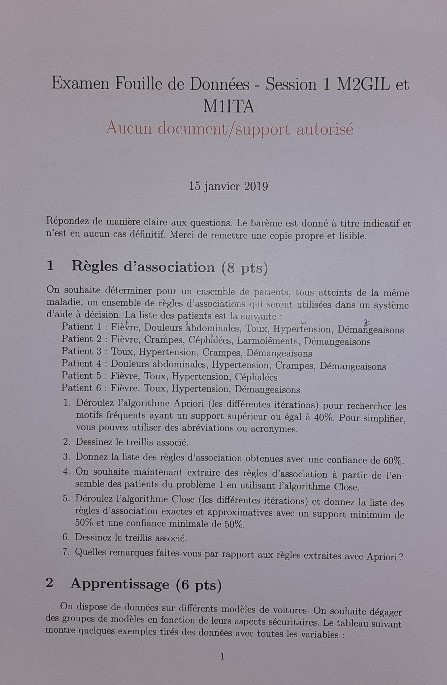 Examen Fouille de Données - Session 1 M2GIL et
M1ITA
Aucun document/support autorisé
15 janvier 2019
Répondez de manière claire aux questions. Le barème est donné à titre indicatif et
n'est en aucun cas définitif. Merci de remettre une copie propre et lisible.
1 Règles d'association (8 pts)
On souhaite déterminer pour un ensemble de patients, tous atteints de la même
maladie, un ensemble de règles d'associations qui seront utilisées dans un système
d'aide à décision. La liste des patients est la suivante :
Patient 1 : Fièvre, Douleurs abdominales, Toux, Hypertension, Démangeaisons
Patient 2 : Fièvre, Crampes, Céphalées, Larmoiements, Démangeaisons
Patient 3 : Toux, Hypertension, Crampes, Démangeaisons
Patient 4 : Douleurs abdominales, Hypertension, Crampes, Démangeaisons
Patient 5 : Fièvre, Toux, Hypertension, Céphalées
Patient 6 : Fièvre. Toux, Hypertension, Démangeaisons
1. Déroulez l'algorithme Apriori (les différentes itérations) pour rechercher les
motifs fréquents ayant un support supérieur ou égal à 40%. Pour simplifier,
vous pouvez utiliser des abréviations ou acronymes.
2. Dessinez le treillis associé.
3. Donnez la liste des règles d'association obtenues avec une confiance de 60%.
4. On souhaite maintenant extraire des règles d'association à partir de l'en-
semble des patients du problème 1 en utilisant l'algorithme Close.
5. Déroulez l'algorithme Close (les différentes itérations) et donnez la liste des
règles d'association exactes et approximatives avec un support minimum de
50% et une confiance minimale de 50%.
6. Dessinez le treillis associé.
7. Quelles remarques faites-vous par rapport aux règles extraites avec Apriori ?
2 Apprentissage (6 pts)
On dispose de données sur différents modèles de voitures. On souhaite dégager
des groupes de modèles en fonction de leurs aspects sécuritaires. Le tableau suivant
montre quelques exemples tirés des données avec toutes les variables :
1